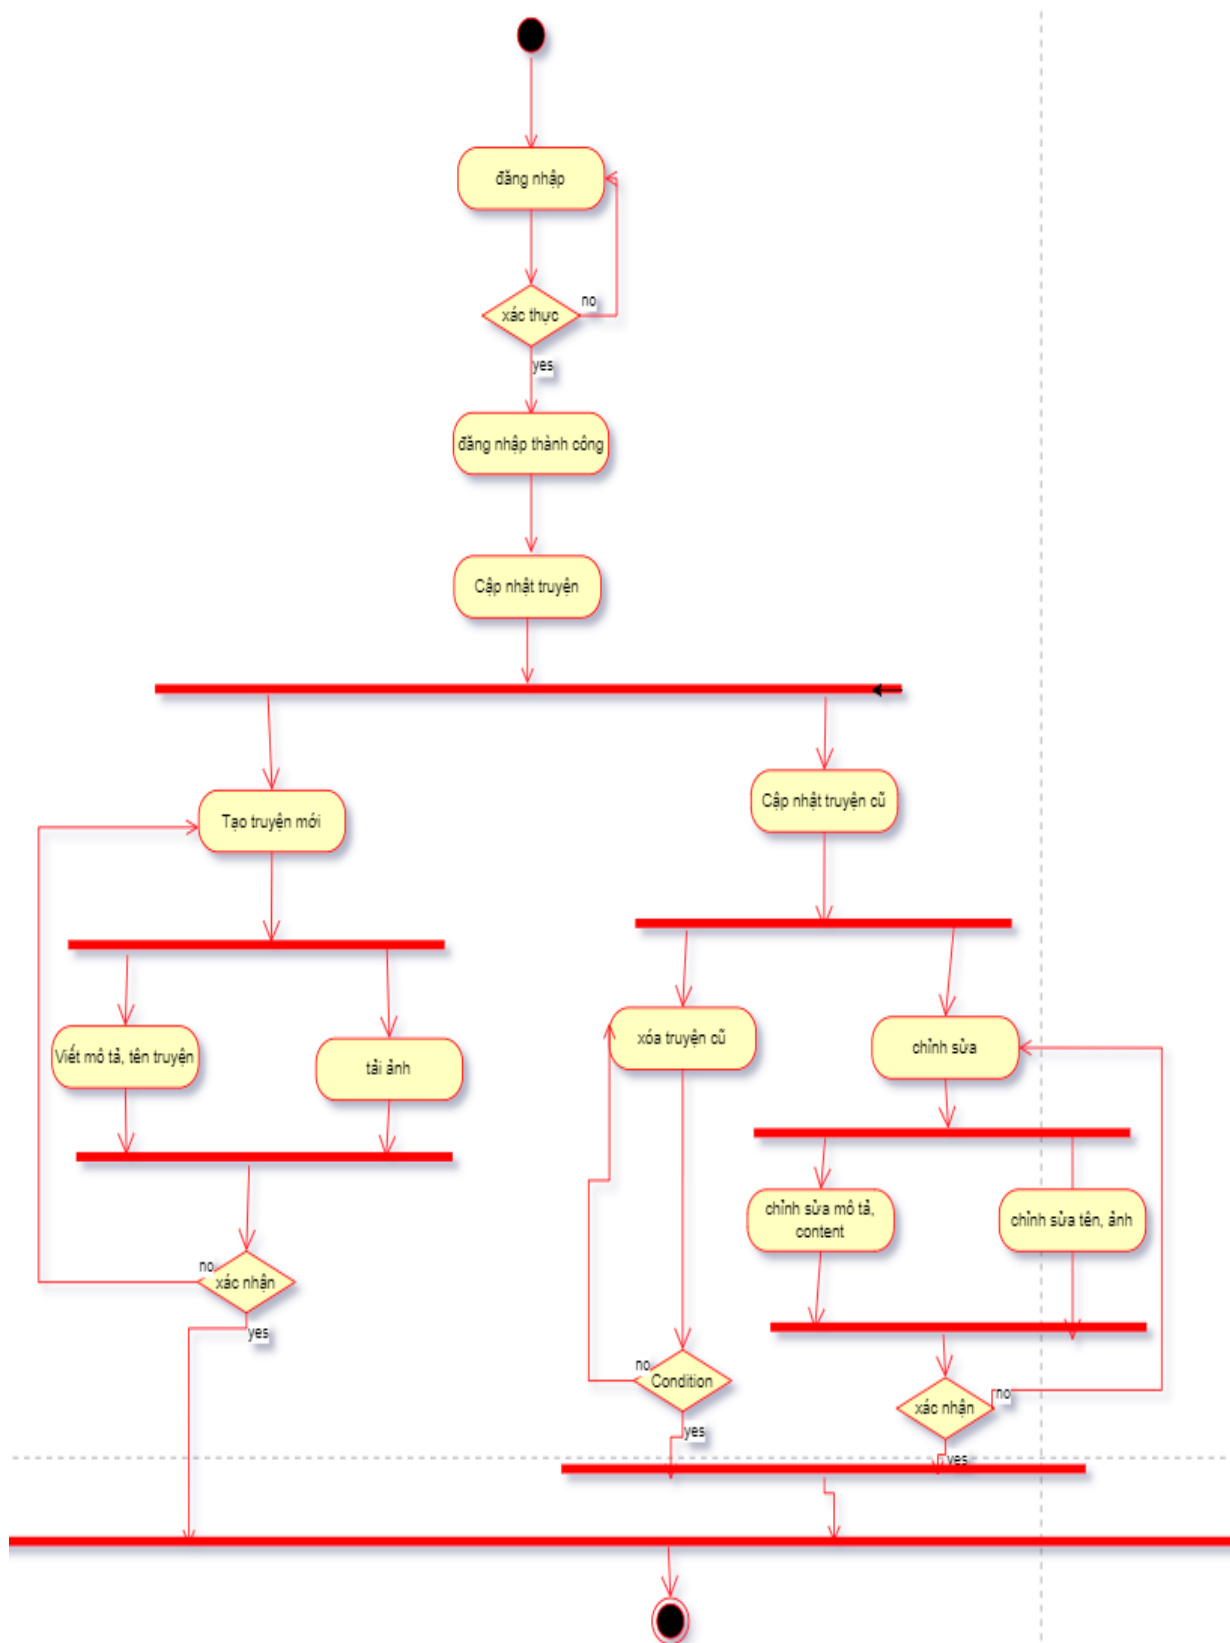 đăng nhập
xác thực
no
yes
đăng nhập thành công
Cập nhật truyện
Tạo truyện mới
Cập nhật truyện cũ
Viết mô tả, tên truyện
tải ảnh
xóa truyện cũ
chỉnh sửa
chỉnh sửa mô tả,
content
chỉnh sửa tên, ảnh
no
xác nhận
yes
no
Condition
yes
xác nhận
no
yes